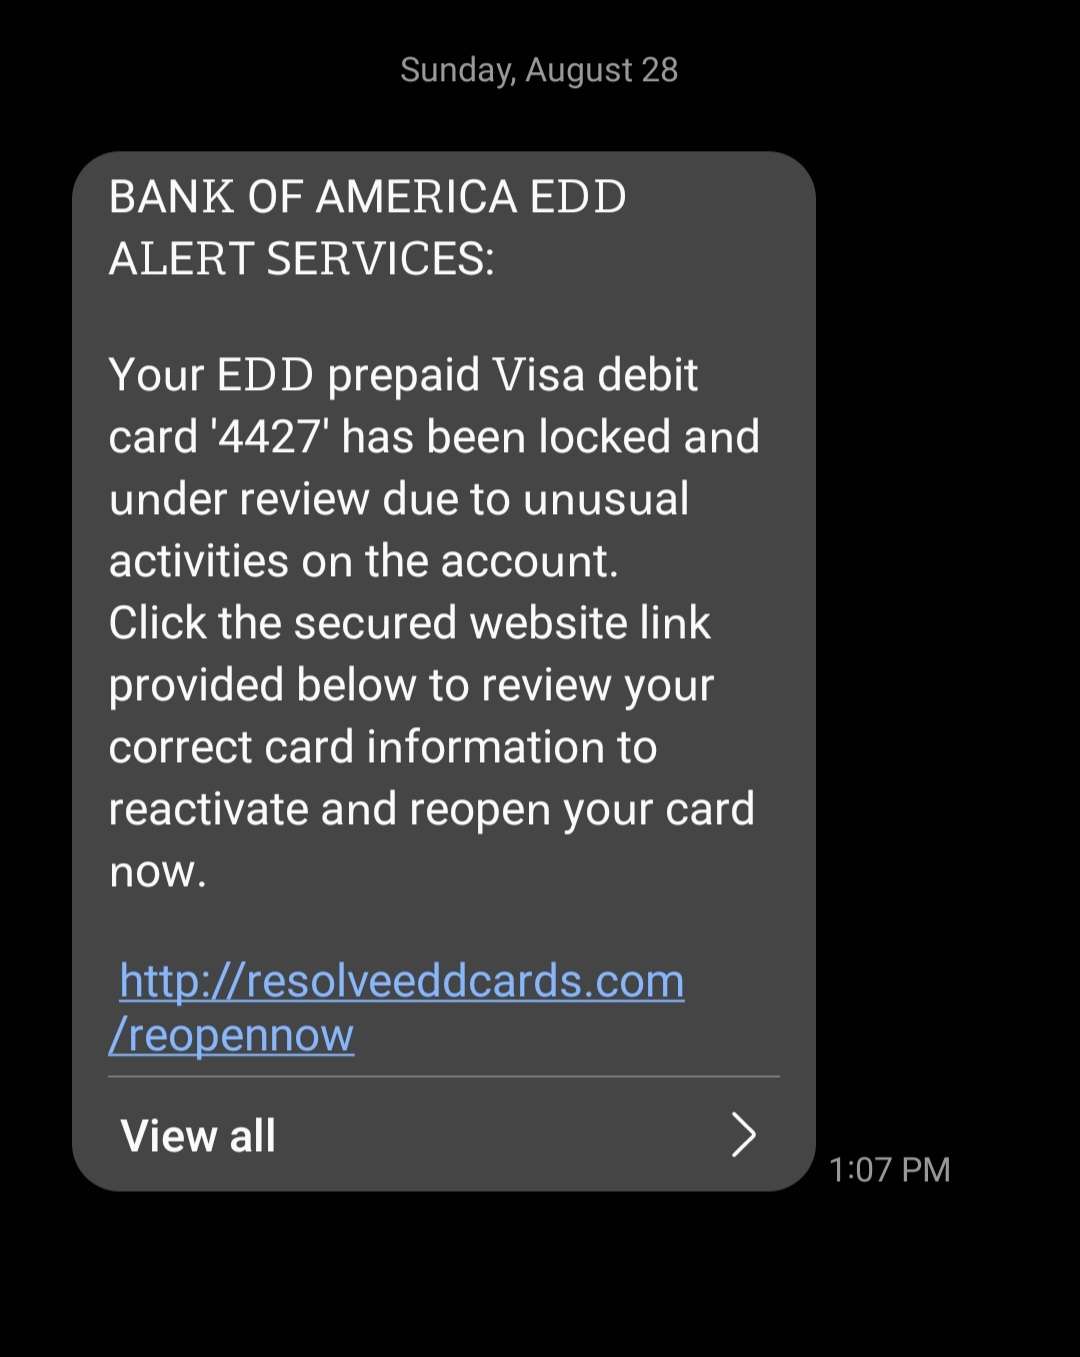 Sunday, August 28
BANK OF AMERICA EDD
ALERT SERVICES:
Your EDD prepaid Visa debit
card '4427' has been locked and
under review due to unusual
activities on the account.
Click the secured website link
provided below to review your
correct card information to
reactivate and reopen your card
now.
http://resolveeddcards.com
/reopennow
View all
1:07 PM